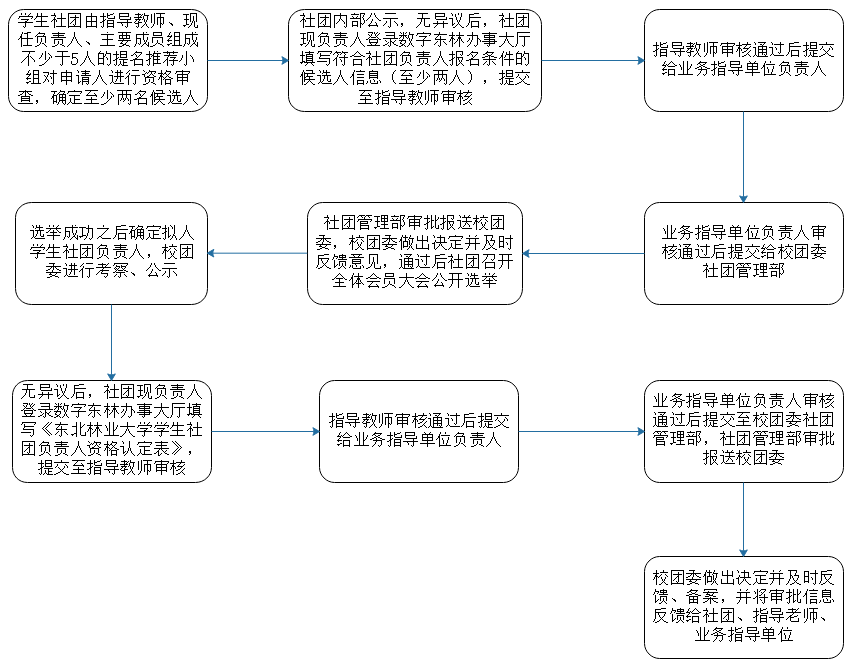 学生社团由指导教师、现
任负责人、主要成员组成
不少于5人的提名推荐小
组对申请人进行资格审
查，确定至少两名候选人
社团内部公示，无异议后，社团
现负责人登录数字东林办事大厅
填写符合社团负责人报名条件的
候选人信息（至少两人），提交
至指导教师审核
指导教师审核通过后提交
给业务指导单位负责人
业务指导单位负责人审
核通过后提交给校团委
社团管理部
社团管理部审批报送校团
委，校团委做出决定并及时
反馈意见，通过后社团召开
全体会员大会公开选举
选举成功之后确定拟人
学生社团负责人，校团
委进行考察、公示
无异议后，社团现负责人
登录数字东林办事大厅填
写《东北林业大学学生社
团负责人资格认定表》，
提交至指导教师审核
指导教师审核通过后提交
给业务指导单位负责人
业务指导单位负责人审核
通过后提交至校团委社团
管理部，社团管理部审批
报送校团委
校团委做出决定并及时反
馈、备案，并将审批信息
反馈给社团、指导老师、
业务指导单位